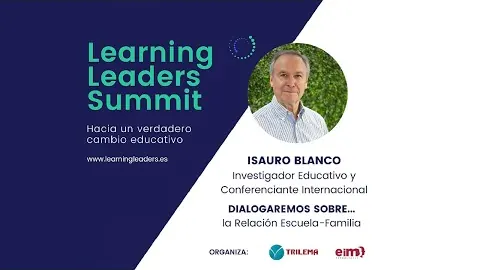 Learning
Leaders
Summit
Hacia un verdadero
cambio educativo
www.learningleaders.es
ISAURO BLANCO
Investigador Educativo y
Conferenciante Internacional
DIALOGAREMOS SOBRE...
la Relación Escuela-Familia
ORGANIZA:
TRILEMA
eim